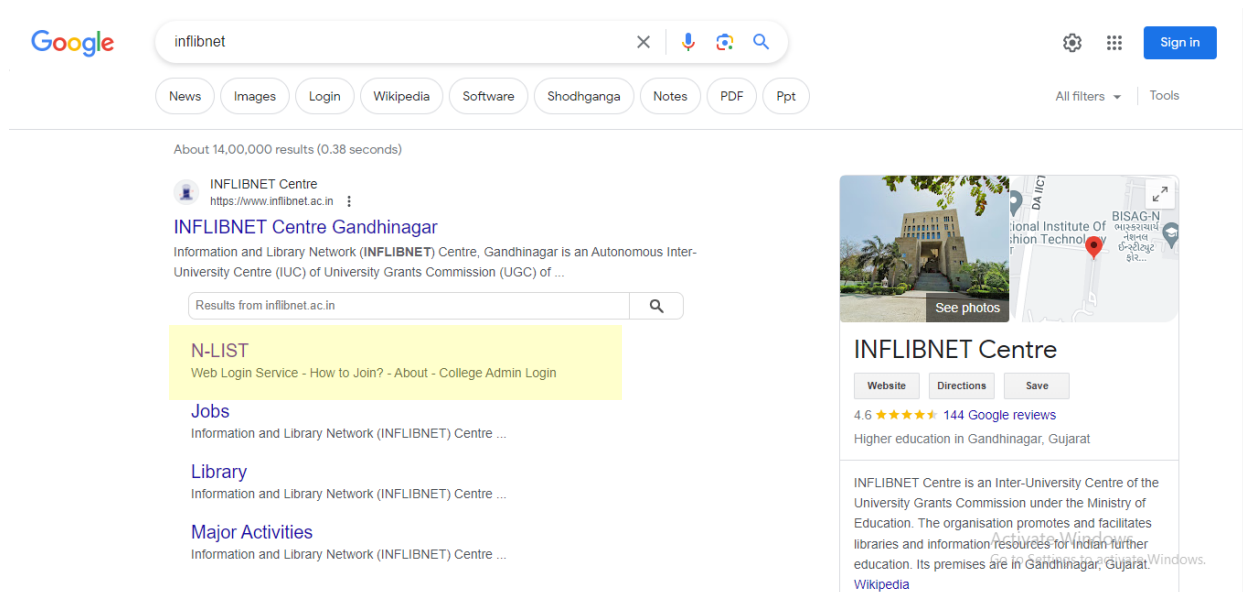 Google
inflibnet
Sign in
News Images Login Wikipedia Software Shodhganga Notes PDF Ppt
All filters Tools
About 14,00,000 results (0.38 seconds)
INFLIBNET Centre
https://www.inflibnet.ac.in
INFLIBNET Centre Gandhinagar
Information and Library Network (INFLIBNET) Centre, Gandhinagar is an Autonomous Inter-
University Centre (IUC) of University Grants Commission (UGC) of ...
Results from inflibnet.ac.in
N-LIST
Web Login Service - How to Join? - About - College Admin Login
Jobs
Information and Library Network (INFLIBNET) Centre ...
Library
Information and Library Network (INFLIBNET) Centre ...
Major Activities
Information and Library Network (INFLIBNET) Centre ...
See photos
DA IICT
BISAG-N
ional Institute Of
shion Technology
INFLIBNET Centre
Website Directions Save
4.6 144 Google reviews
Higher education in Gandhinagar, Gujarat
INFLIBNET Centre is an Inter-University Centre of the
University Grants Commission under the Ministry of
Education. The organisation promotes and facilitates
libraries and information resources for Indian further
education. Its premises are in Gandhinagar, Gujarat.
Wikipedia
Activate Windows
Go to Settings to activate Windows.